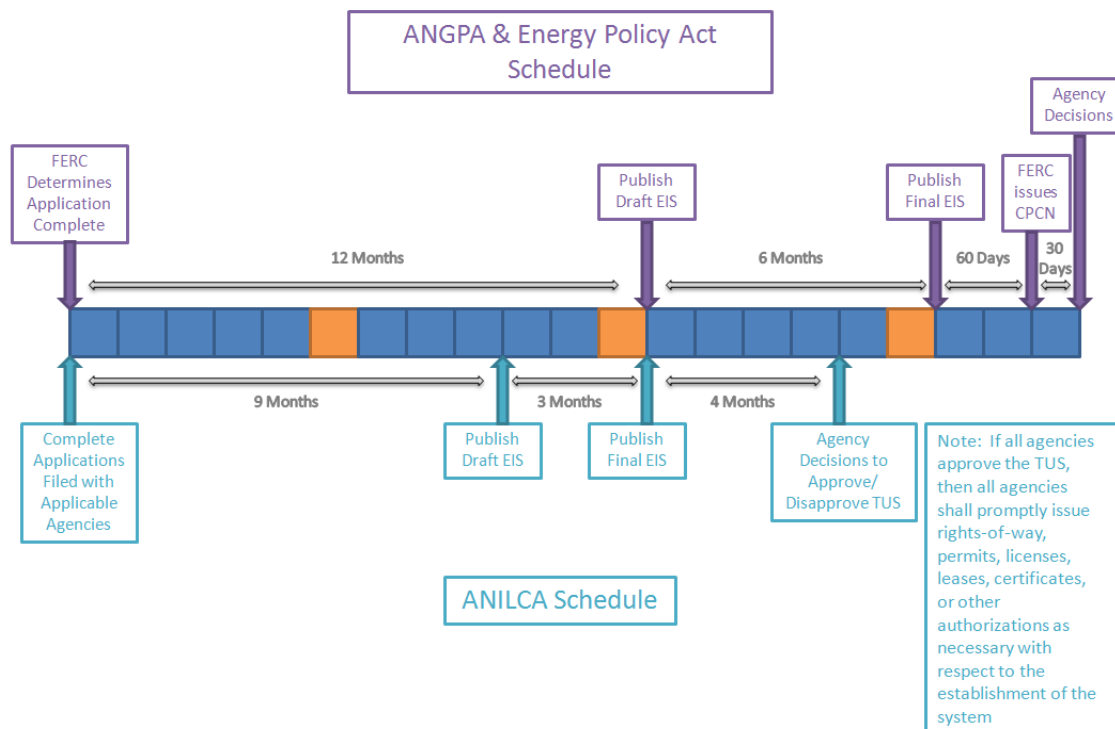 ANGPA & Energy Policy Act
Schedule
Agency
Decisions
FERC
Determines
Application
Complete
Publish
Draft EIS
Publish
Final EIS
FERC
issues
CPCN
12 Months
6 Months
60 Days
30
Days
9 Months
3 Months
4 Months
Complete
Applications
Filed with
Applicable
Agencies
Publish
Draft EIS
Publish
Final EIS
Agency
Decisions to
Approve/
Disapprove TUS
Note: If all agencies
approve the TUS,
then all agencies
shall promptly issue
rights-of-way,
permits, licenses,
leases, certificates,
or other
authorizations as
necessary with
respect to the
establishment of the
system
ANILCA Schedule